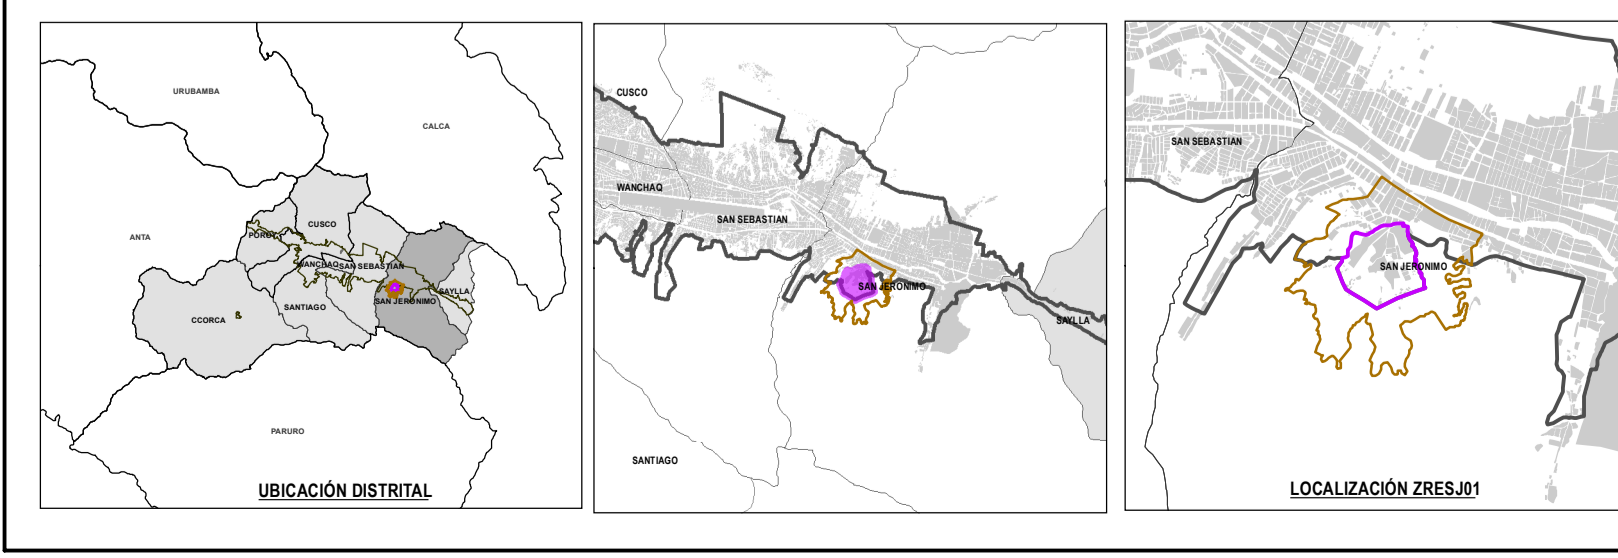 URUBAMBA
CALCA
ANTA
CUSCO
POROY
WANCHAQ
SAN SEBASTIAN
SANTIAGO
SAN JERONIMO
SAYLLA
CCORCA
PARURO
UBICACIÓN DISTRITAL
CUSCO
WANCHAQ
SAN SEBASTIAN
SAN JERONIMO
SAYLLA
SANTIAGO
SAN SEBASTIAN
SAN JERONIMO
LOCALIZACIÓN ZRESJ01